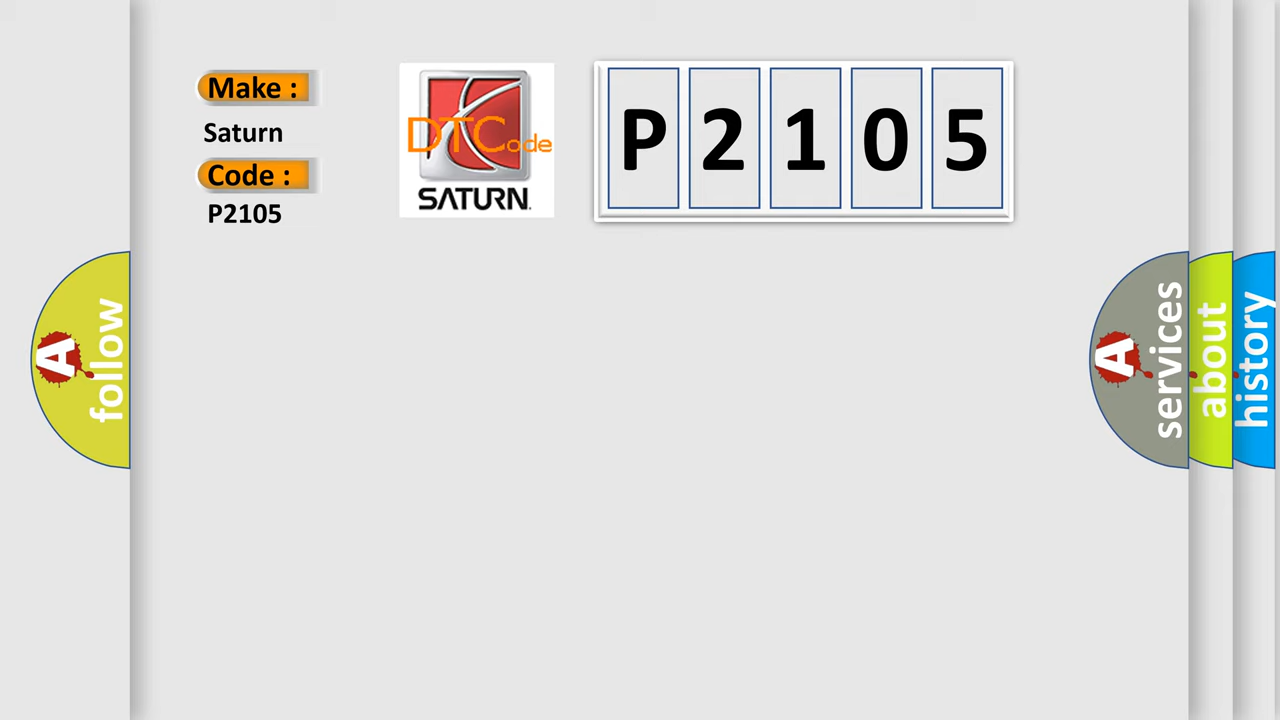 Make :
Saturn
Code :
P2105
DTCode
SATURN
P 2 1 0 5
A follow
A services
about
history